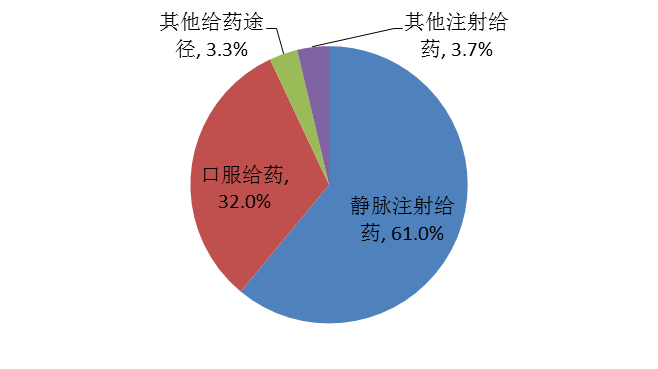 其他给药途
径, 3.3%
其他注射给
药, 3.7%
口服给药,
32.0%
静脉注射给
药, 61.0%